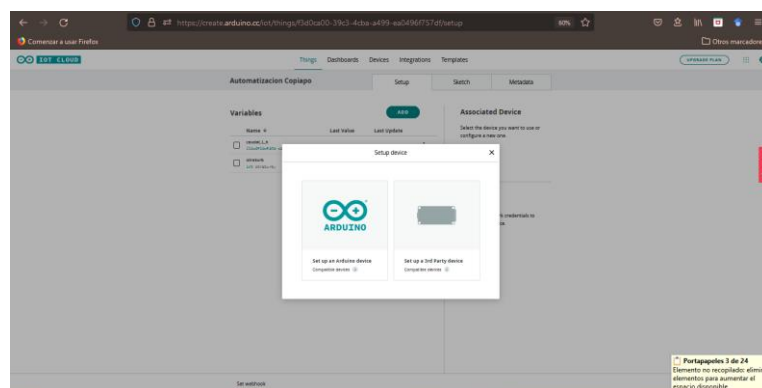 https://create.arduino.cc/iot/things/f5d0ca00-39c3-4cba-a499-ea0496f757df/setup
80%
Comenzar a usar Firefox
Otros marcadores
IOT CLOUD
Things
Dashboards
Devices
Integrations
Templates
UPGRADE PLAN
Automatizacion Copiapo
Setup
Sketch
Metadata
Variables
ADD
Associated Device
Name
Last Value
Last Update
Select the device you want to use or
configure a new one.
Setup device
credentials to
ARDUINO
Set up an Arduino device
Compatible devices
Set up a 3rd Party device
Compatible devices
Set webhook
Portapapeles 3 de 24
Elemento no recopilado: elimi
elementos para aumentar el
espacio disponible